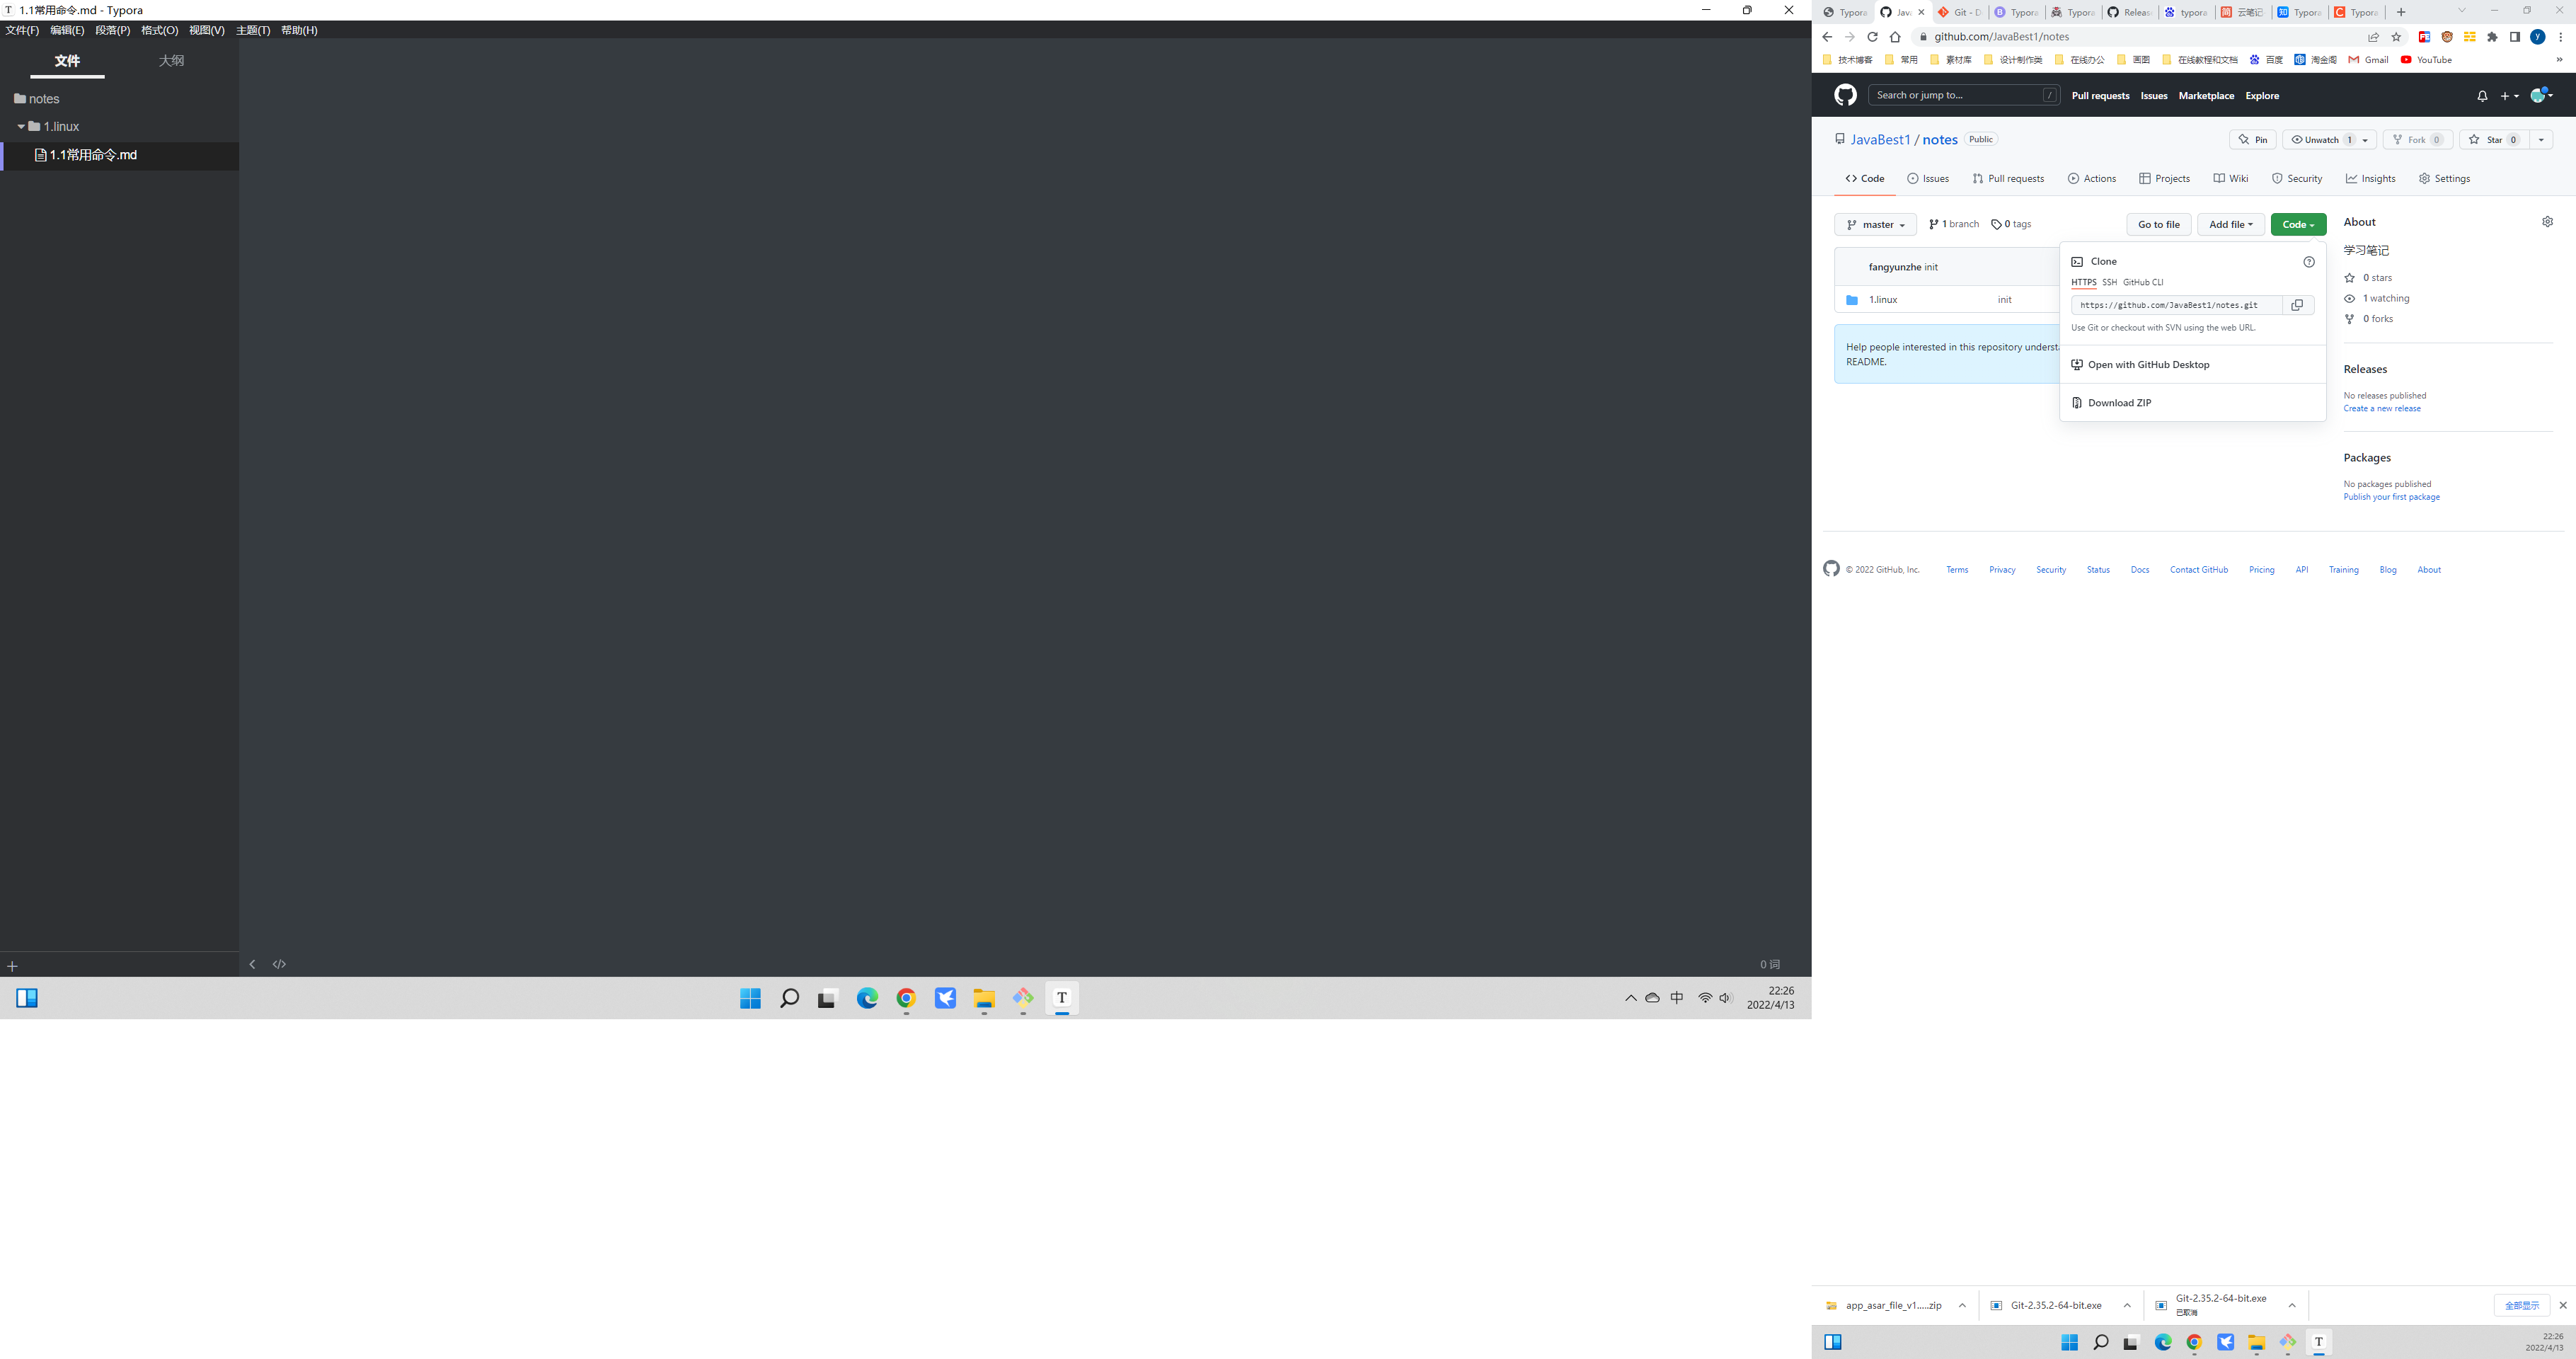 1.1常用命令.md - Typora
文件(F) 编辑(E) 段落(P) 格式(O) 视图(V) 主题(T) 帮助(H)
文件 大纲
notes
1.linux
1.1常用命令.md
0 词
中
22:26
2022/4/13
Typora Java Git - D Typora Typora Releas typora 云笔记 Typora Typora
github.com/JavaBest1/notes
技术博客 常用 素材库 设计制作类 在线办公 画图 在线教程和文档 百度 淘金阁 Gmail YouTube
Search or jump to... / Pull requests Issues Marketplace Explore
JavaBest1 / notes Public
Pin Unwatch 1 Fork 0 Star 0
Code Issues Pull requests Actions Projects Wiki Security Insights Settings
master 1 branch 0 tags Go to file Add file Code
fangyunzhe init
1.linux init
Help people interested in this repository underst
README.
Clone
HTTPS SSH GitHub CLI
https://github.com/JavaBest1/notes.git
Use Git or checkout with SVN using the web URL.
Open with GitHub Desktop
Download ZIP
About
学习笔记
0 stars
1 watching
0 forks
Releases
No releases published
Create a new release
Packages
No packages published
Publish your first package
© 2022 GitHub, Inc. Terms Privacy Security Status Docs Contact GitHub Pricing API Training Blog About
app_asar_file_v1.....zip Git-2.35.2-64-bit.exe Git-2.35.2-64-bit.exe
已取消
全部显示
22:26
2022/4/13